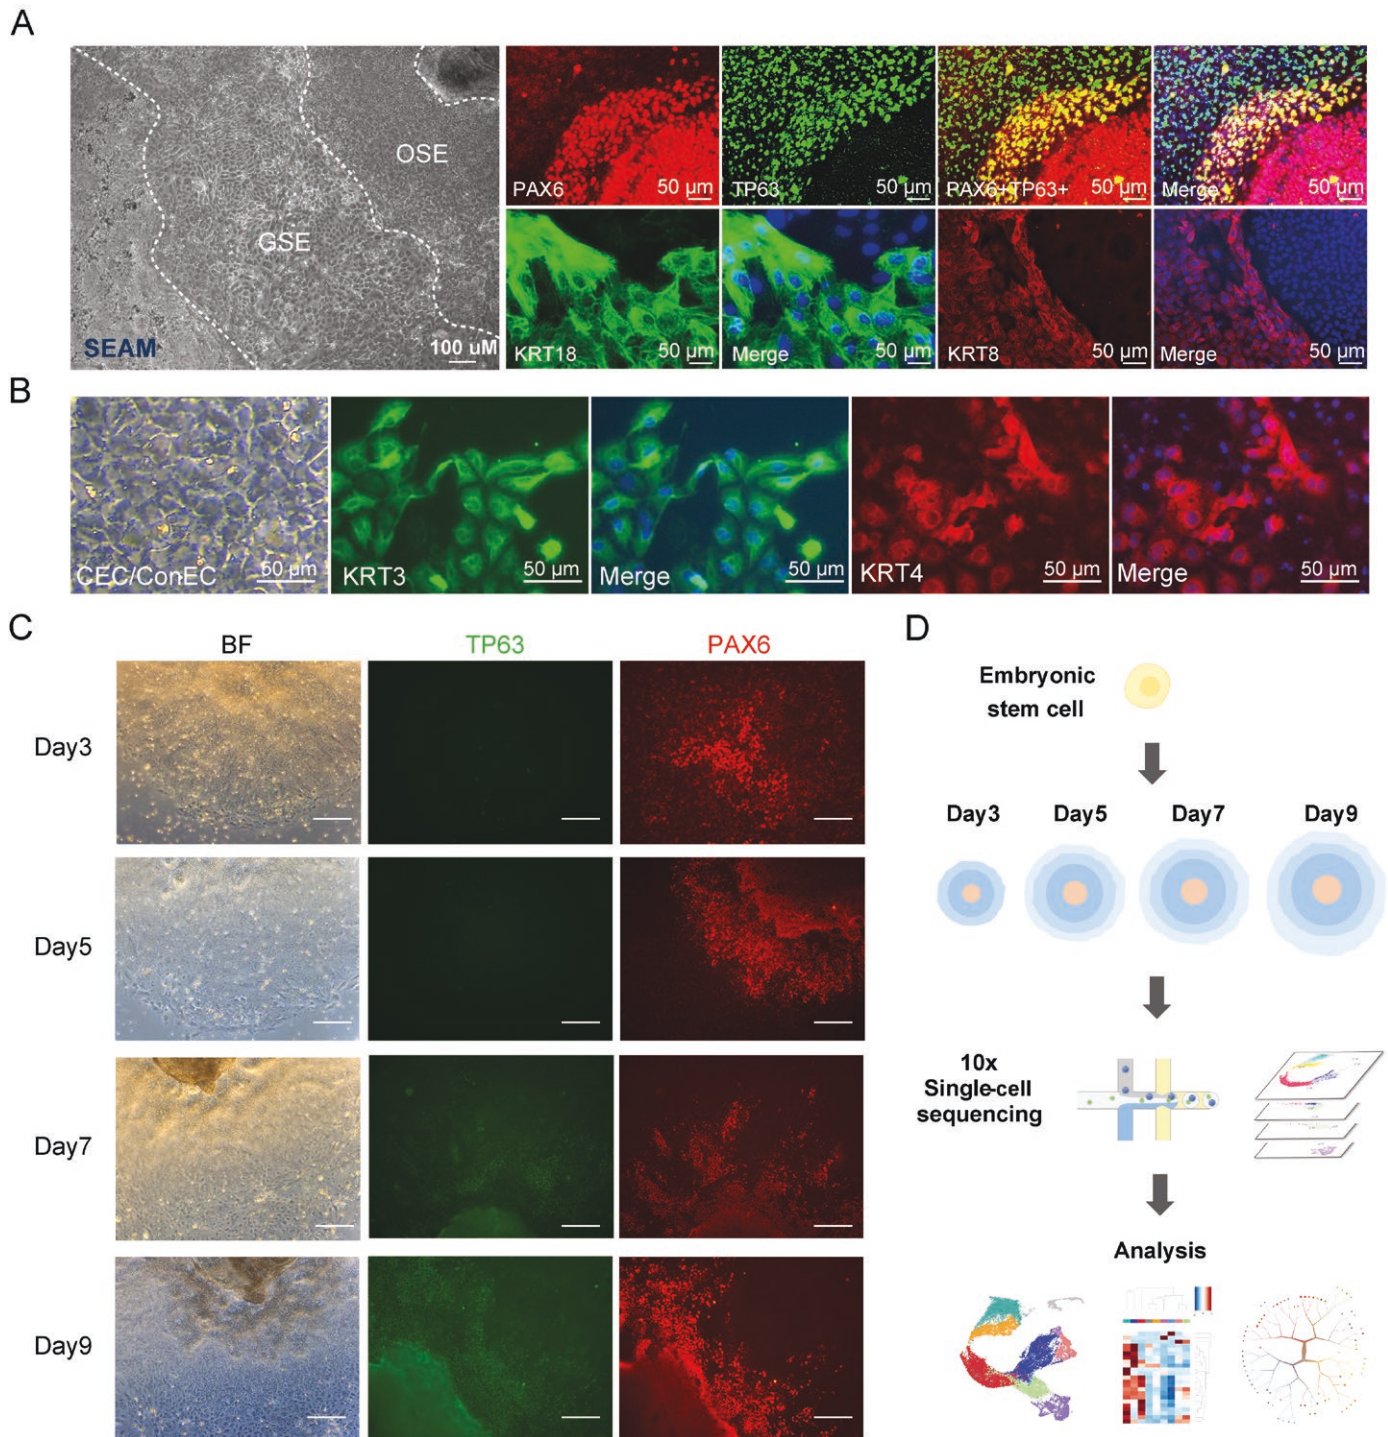 A
OSE
GSE
SEAM
100 uM
PAX6
50 µm
TP63
50 µm
PAX6+TP63+
50 µm
Merge
50 µm
KRT18
50 µm
Merge
50 µm
KRT8
50 µm
Merge
50 µm
B
CEC/ConEC
50 µm
KRT3
50 µm
Merge
50 µm
KRT4
50 µm
Merge
50 µm
C
BF
TP63
PAX6
Day3
Day5
Day7
Day9
D
Embryonic
stem cell
Day3
Day5
Day7
Day9
10x
Single-cell
sequencing
Analysis